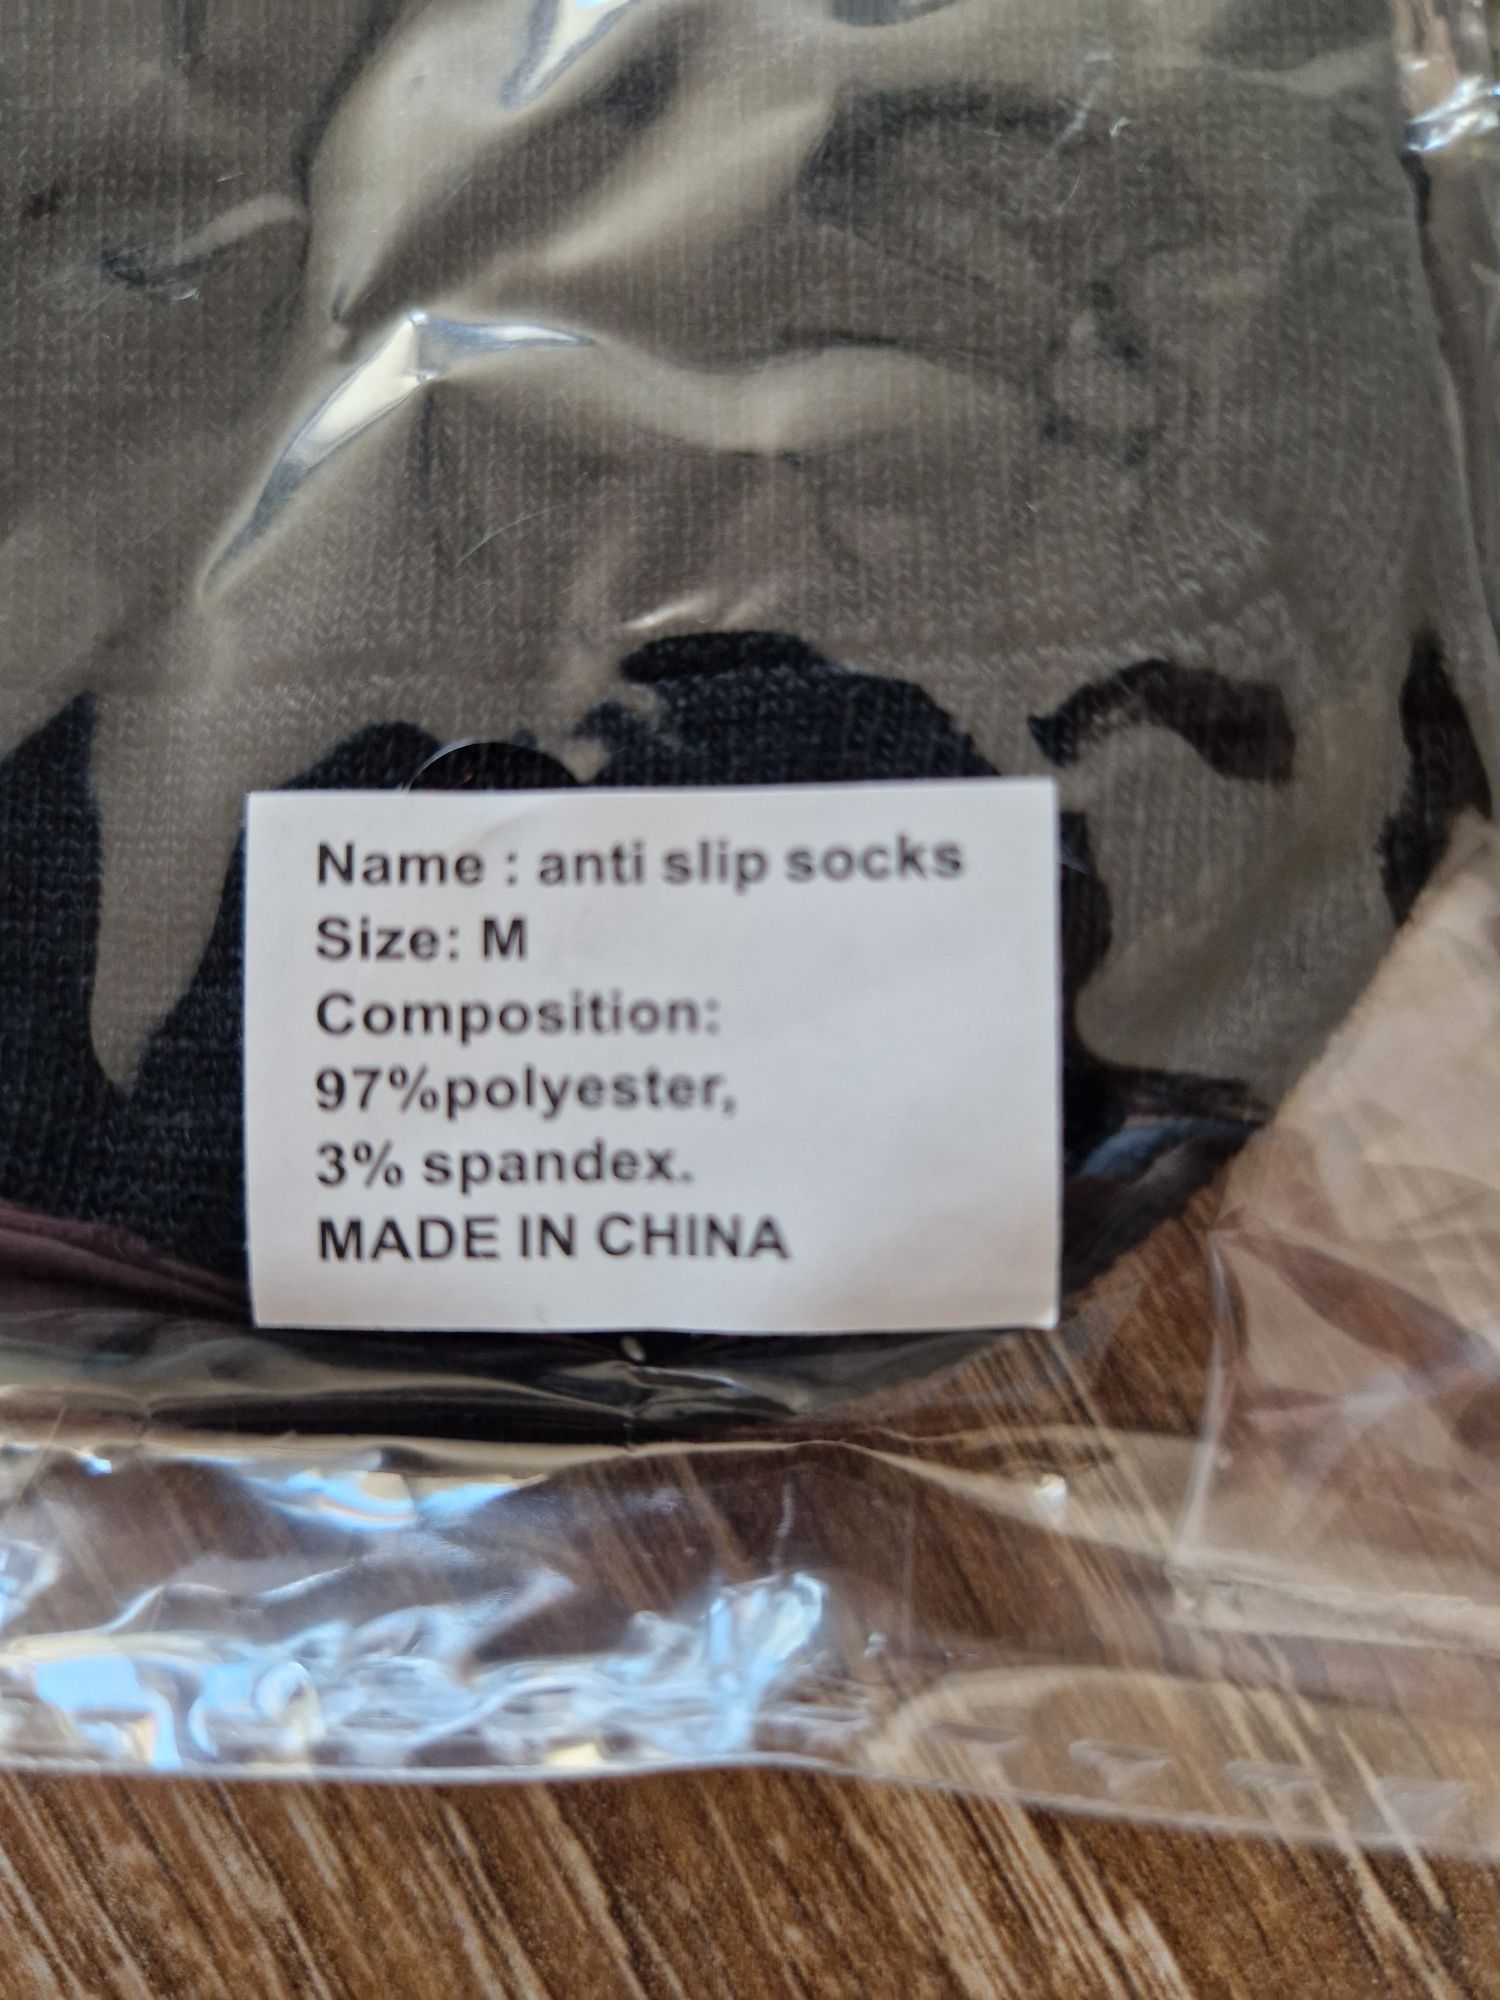 Name : anti slip socks
Size: M
Composition:
97%polyester,
3% spandex.
MADE IN CHINA